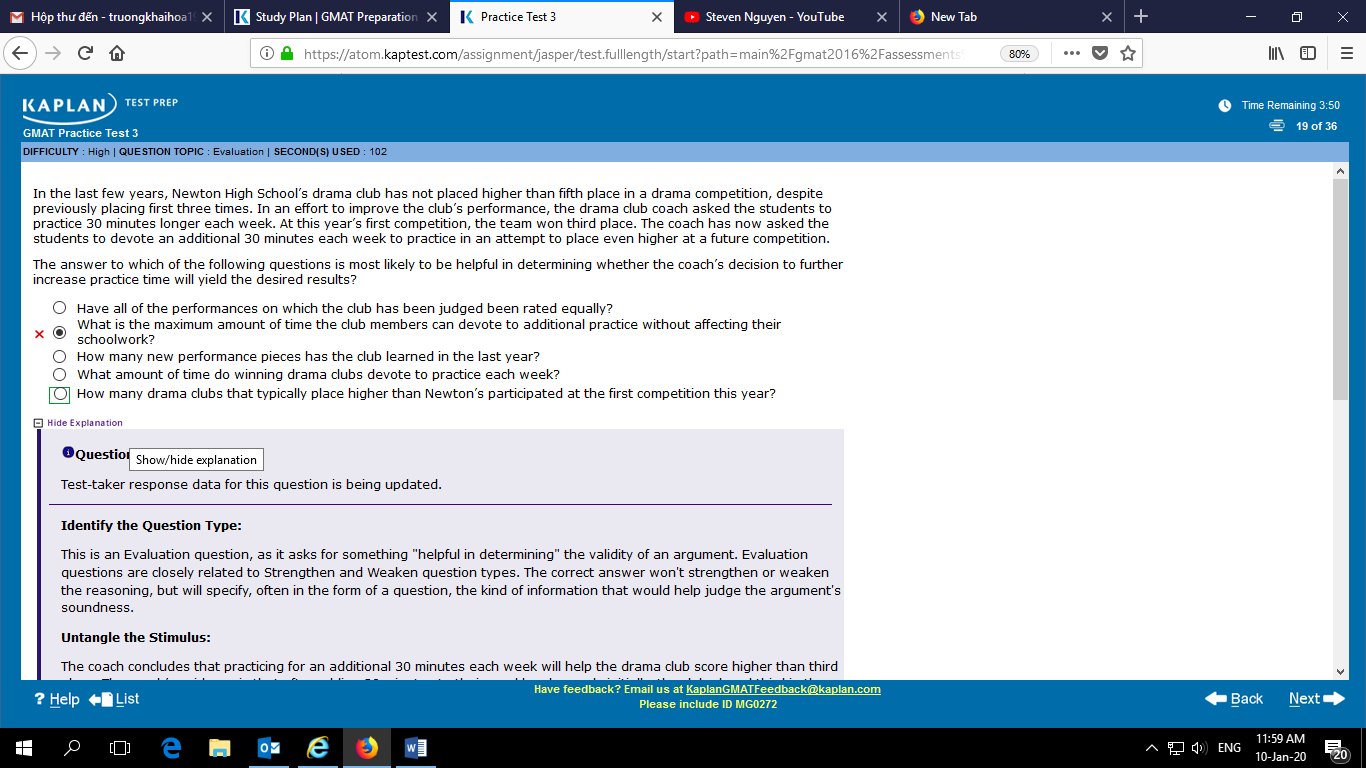 Hộp thư đến - truongkhaihoa1
Study Plan | GMAT Preparation
Practice Test 3
Steven Nguyen - YouTube
New Tab
https://atom.kaptest.com/assignment/jasper/test.fulllength/start?path=main%2Fgmat2016%2Fassessments
80%
KAPLAN TEST PREP
Time Remaining 3:50
GMAT Practice Test 3
19 of 36
DIFFICULTY : High | QUESTION TOPIC : Evaluation | SECOND(S) USED : 102
In the last few years, Newton High School's drama club has not placed higher than fifth place in a drama competition, despite
previously placing first three times. In an effort to improve the club's performance, the drama club coach asked the students to
practice 30 minutes longer each week. At this year's first competition, the team won third place. The coach has now asked the
students to devote an additional 30 minutes each week to practice in an attempt to place even higher at a future competition.
The answer to which of the following questions is most likely to be helpful in determining whether the coach's decision to further
increase practice time will yield the desired results?
Have all of the performances on which the club has been judged been rated equally?
What is the maximum amount of time the club members can devote to additional practice without affecting their
schoolwork?
How many new performance pieces has the club learned in the last year?
What amount of time do winning drama clubs devote to practice each week?
How many drama clubs that typically place higher than Newton's participated at the first competition this year?
Hide Explanation
Question
Show/hide explanation
Test-taker response data for this question is being updated.
Identify the Question Type:
This is an Evaluation question, as it asks for something "helpful in determining" the validity of an argument. Evaluation
questions are closely related to Strengthen and Weaken question types. The correct answer won't strengthen or weaken
the reasoning, but will specify, often in the form of a question, the kind of information that would help judge the argument's
soundness.
Untangle the Stimulus:
The coach concludes that practicing for an additional 30 minutes each week will help the drama club score higher than third
? Help
List
Have feedback? Email us at KaplanGMATFeedback@kaplan.com
Please include ID MG0272
Back
Next
ENG
11:59 AM
10-Jan-20
20